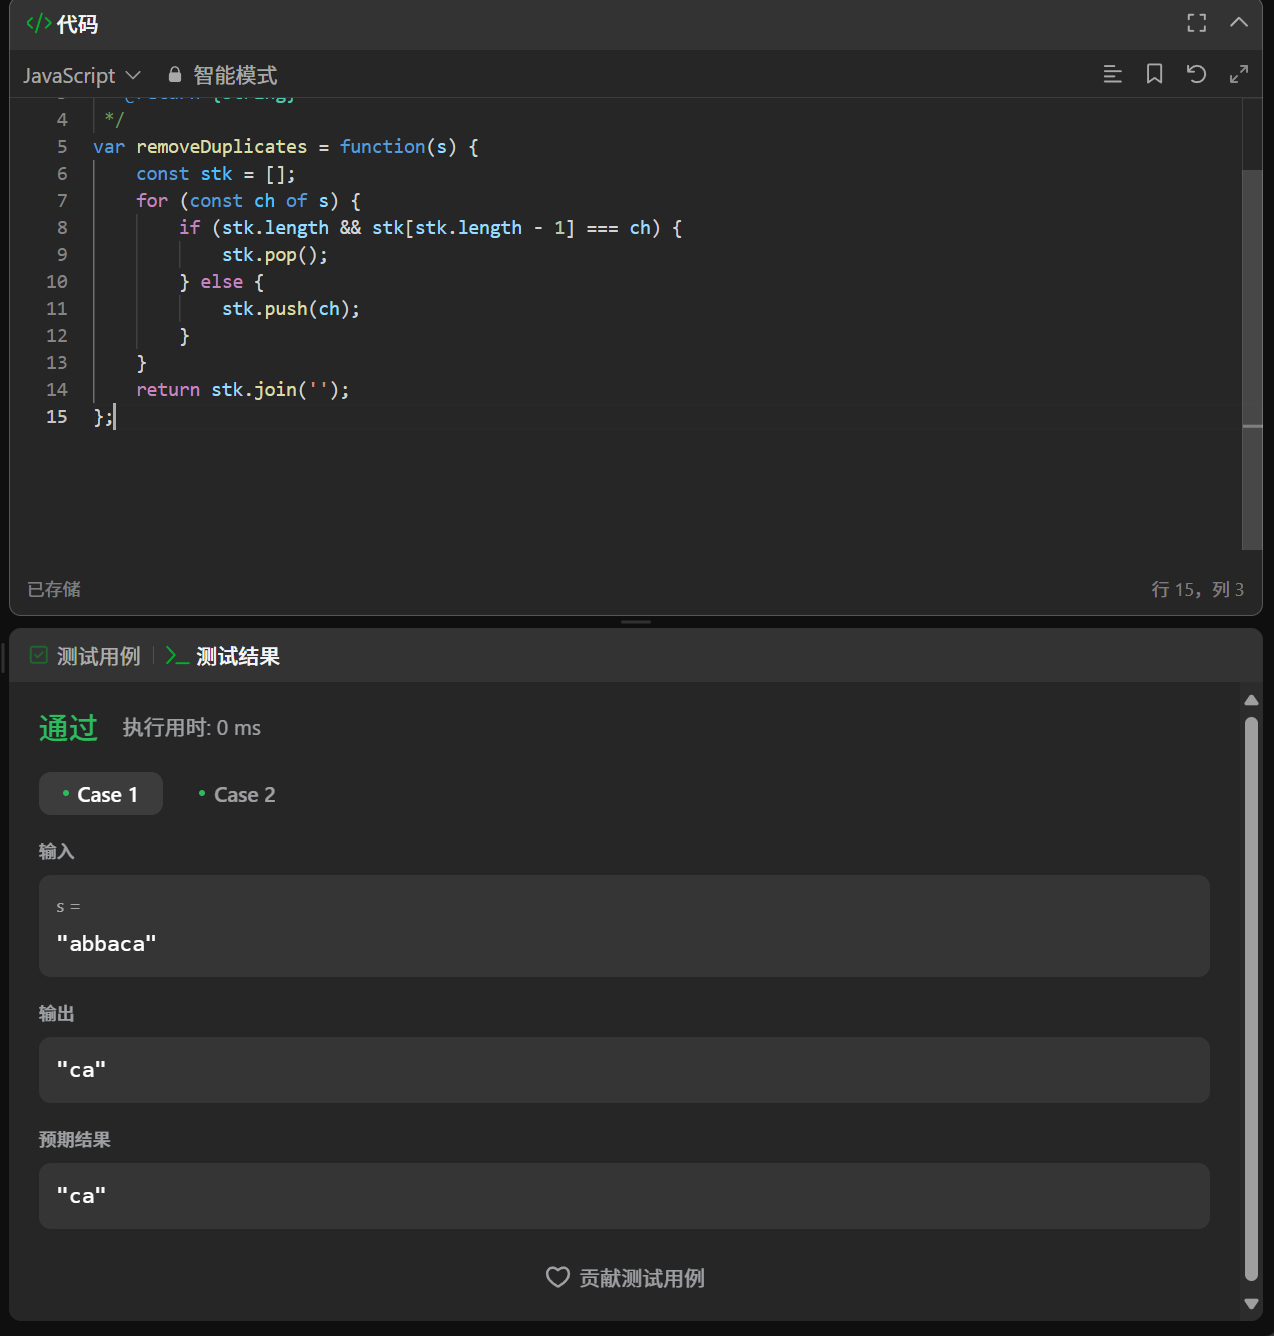 </> 代码
JavaScript 智能模式
4 */
5 var removeDuplicates = function(s) {
6 const stk = [];
7 for (const ch of s) {
8 if (stk.length && stk[stk.length - 1] === ch) {
9 stk.pop();
10 } else {
11 stk.push(ch);
12 }
13 }
14 return stk.join('');
15 };
已存储 行 15，列 3
测试用例 测试结果
通过 执行用时: 0 ms
Case 1 Case 2
输入
s =
"abbaca"
输出
"ca"
预期结果
"ca"
贡献测试用例